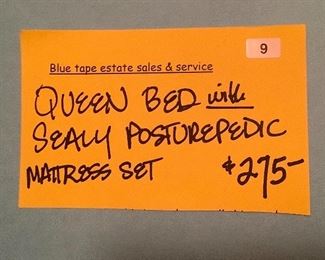 9
Blue tape estate sales & service
QUEEN BED with
SEALY POSTUREPEDIC
MATTRESS SET $275-